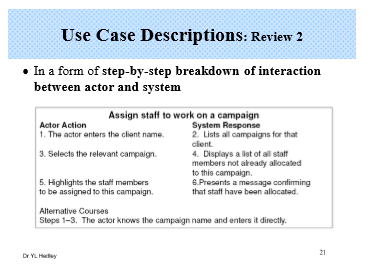 Use Case Descriptions: Review 2
● In a form of step-by-step breakdown of interaction
between actor and system
Assign staff to work on a campaign
Actor Action System Response
1. The actor enters the client name. 2. Lists all campaigns for that
client.
3. Selects the relevant campaign. 4. Displays a list of all staff
members not already allocated
to this campaign.
5. Highlights the staff members 6.Presents a message confirming
to be assigned to this campaign. that staff have been allocated.
Alternative Courses
Steps 1–3. The actor knows the campaign name and enters it directly.
Dr YL Hedley 21